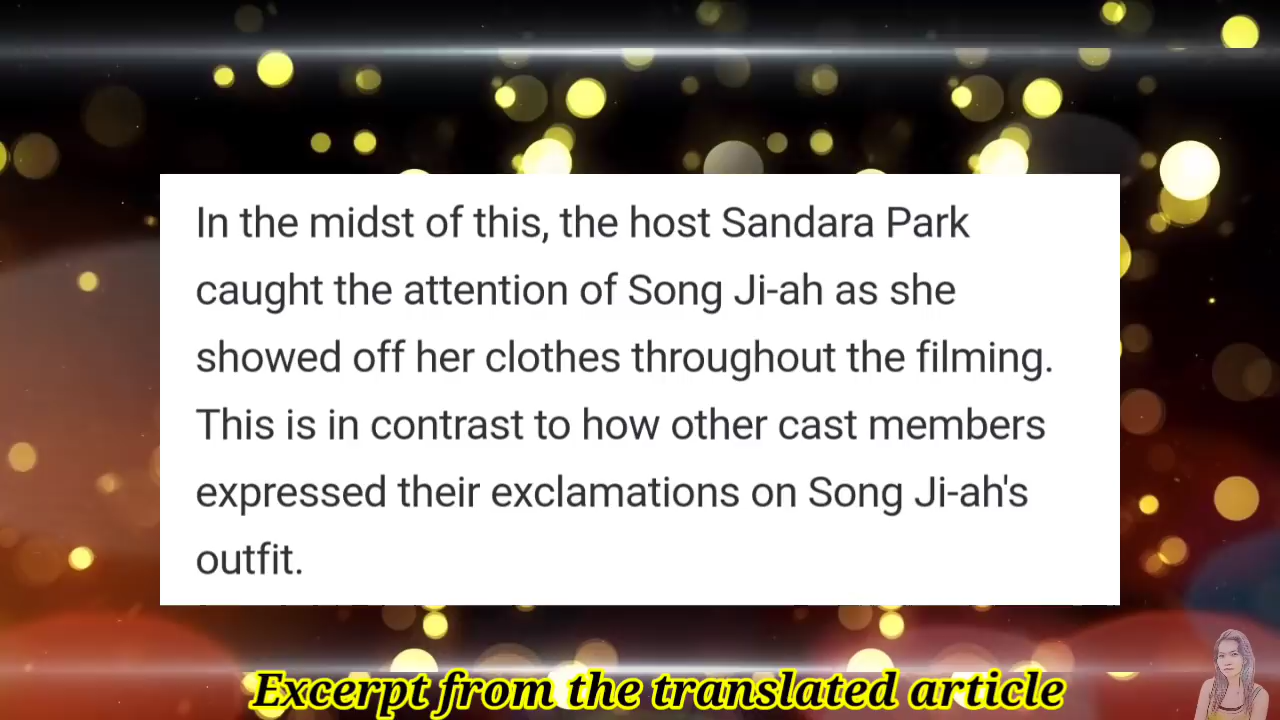 In the midst of this, the host Sandara Park
caught the attention of Song Ji-ah as she
showed off her clothes throughout the filming.
This is in contrast to how other cast members
expressed their exclamations on Song Ji-ah's
outfit.
Excerpt from the translated article